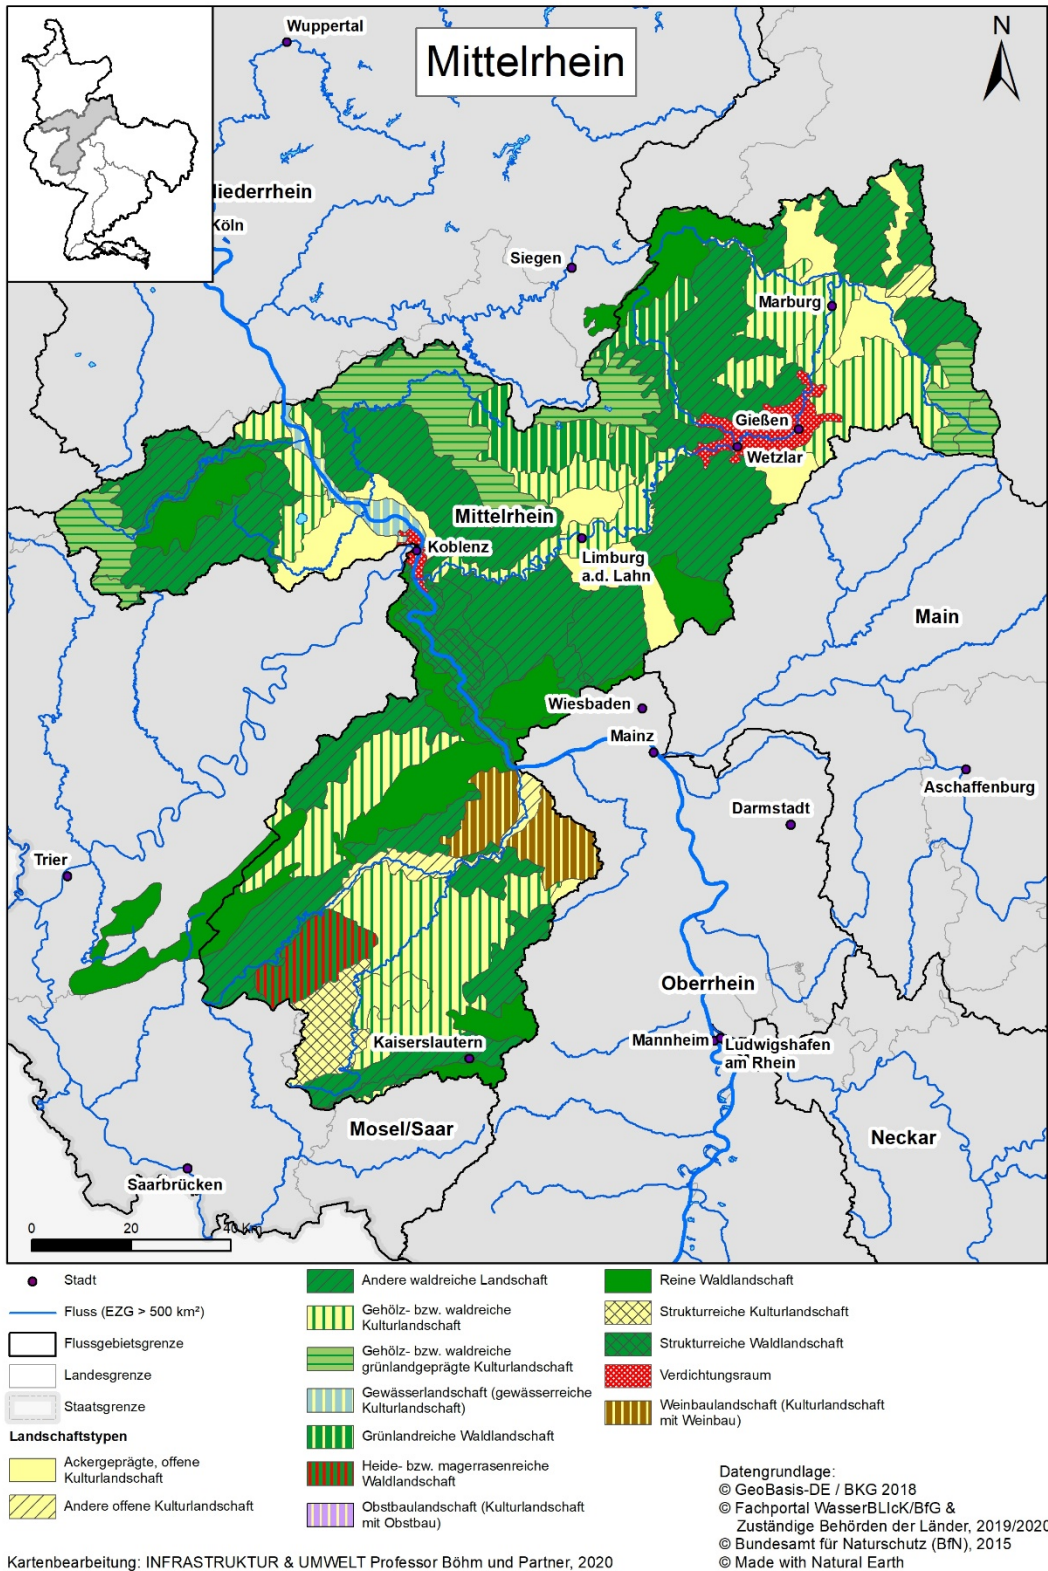 Mittelrhein
N
Wuppertal
Niederrhein
Köln
Siegen
Marburg
Gießen
Wetzlar
Mittelrhein
Koblenz
Limburg
a.d. Lahn
Main
Wiesbaden
Mainz
Aschaffenburg
Darmstadt
Trier
Oberrhein
Mannheim
Ludwigshafen
am Rhein
Kaiserslautern
Mosel/Saar
Neckar
Saarbrücken
0 20 40 Km
Stadt
Fluss (EZG > 500 km²)
Flussgebietsgrenze
Landesgrenze
Staatsgrenze
Landschaftstypen
Ackergeprägte, offene
Kulturlandschaft
Andere offene Kulturlandschaft
Andere waldreiche Landschaft
Gehölz- bzw. waldreiche
Kulturlandschaft
Gehölz- bzw. waldreiche
grünlandgeprägte Kulturlandschaft
Gewässerlandschaft (gewässerreiche
Kulturlandschaft)
Grünlandreiche Waldlandschaft
Heide- bzw. magerrasenreiche
Waldlandschaft
Obstbaulandschaft (Kulturlandschaft
mit Obstbau)
Reine Waldlandschaft
Strukturreiche Kulturlandschaft
Strukturreiche Waldlandschaft
Verdichtungsraum
Weinbaulandschaft (Kulturlandschaft
mit Weinbau)
Datengrundlage:
© GeoBasis-DE / BKG 2018
© Fachportal WasserBLIcK/BfG &
Zuständige Behörden der Länder, 2019/2020
© Bundesamt für Naturschutz (BfN), 2015
© Made with Natural Earth
Kartenbearbeitung: INFRASTRUKTUR & UMWELT Professor Böhm und Partner, 2020